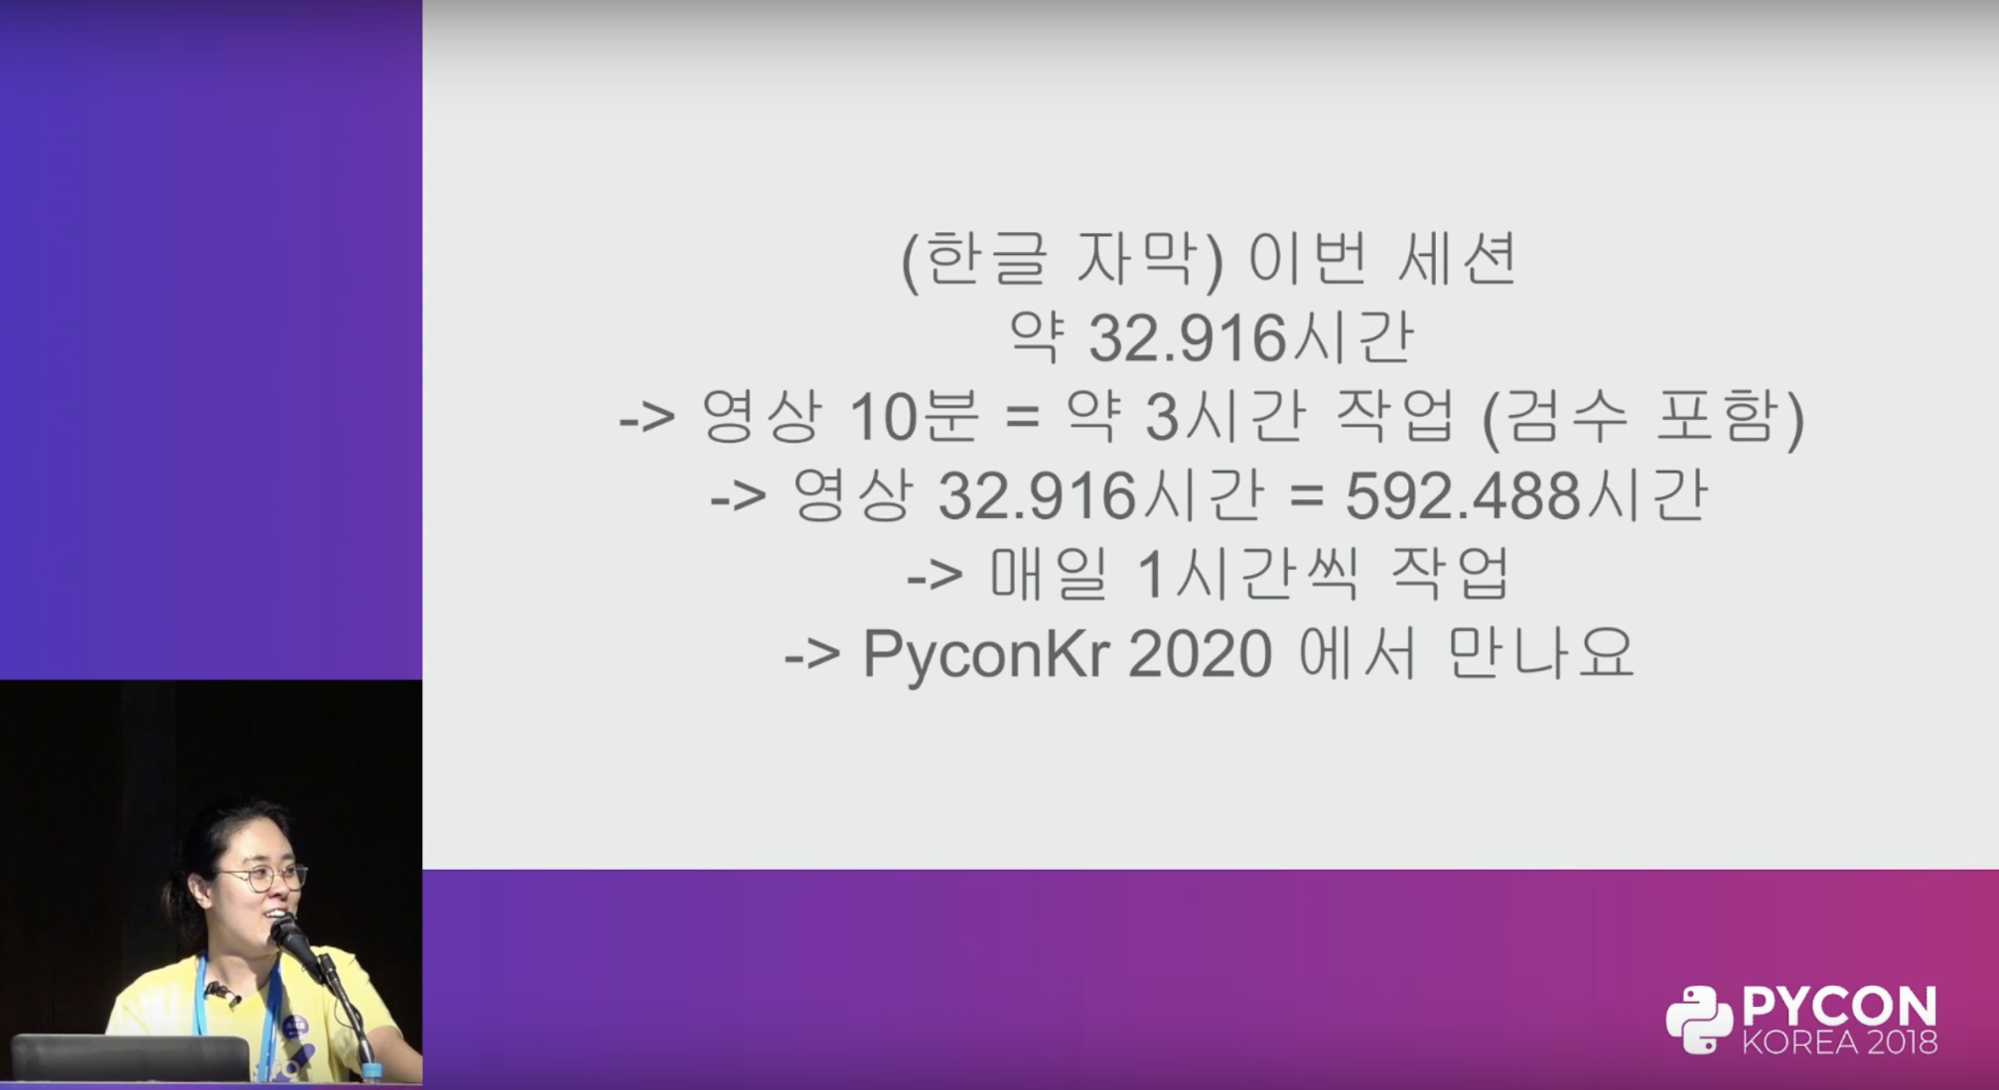 (한글 자막) 이번 세션
약 32.916시간
-> 영상 10분 = 약 3시간 작업 (검수 포함)
-> 영상 32.916시간 = 592.488시간
-> 매일 1시간씩 작업
-> PyconKr 2020 에서 만나요
PYCON
KOREA 2018